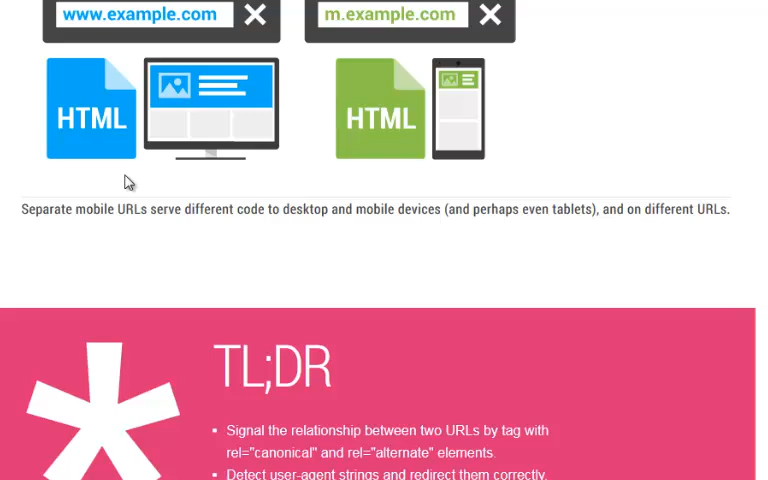 www.example.com
m.example.com
HTML
HTML
Separate mobile URLs serve different code to desktop and mobile devices (and perhaps even tablets), and on different URLs.
TL;DR
▪ Signal the relationship between two URLs by tag with
rel="canonical" and rel="alternate" elements.
▪ Detect user-agent strings and redirect them correctly.